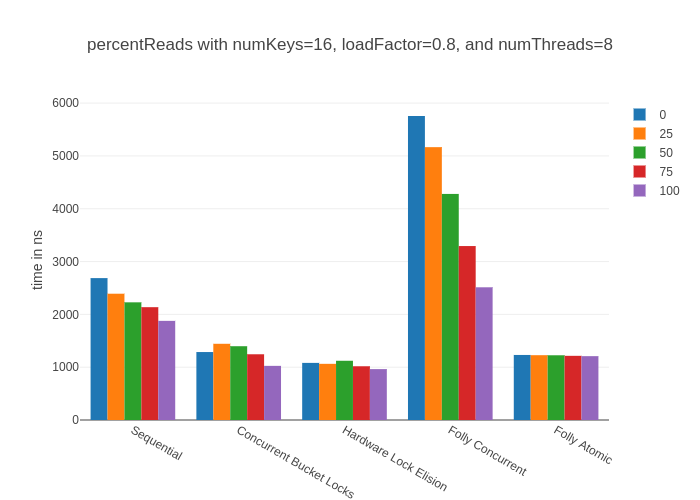 percentReads with numKeys=16, loadFactor=0.8, and numThreads=8
time in ns
6000
5000
4000
3000
2000
1000
0
Sequential
Concurrent Bucket Locks
Hardware Lock Elision
Folly Concurrent
Folly Atomic
0
25
50
75
100